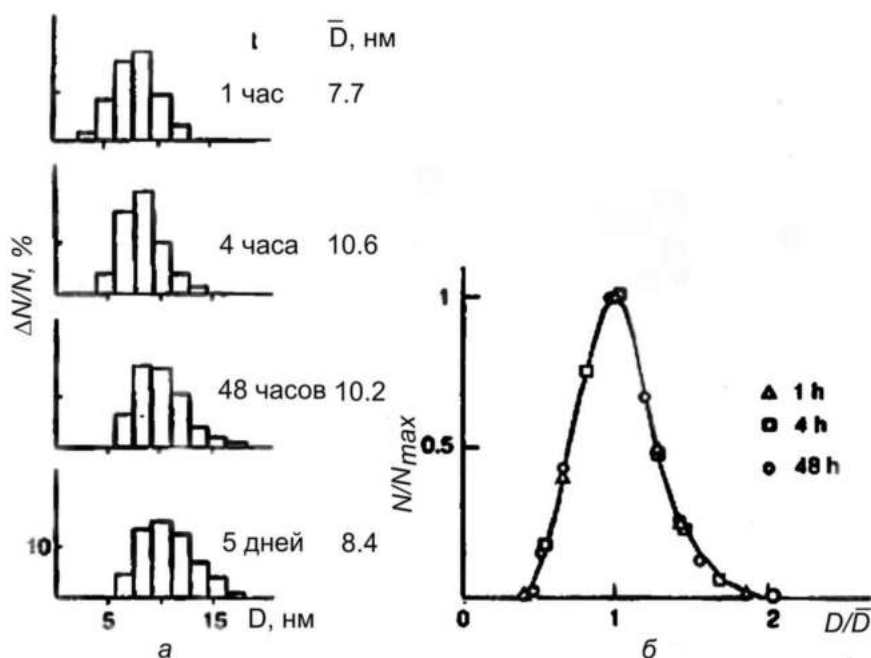 t D̅, нм
1 час 7.7
4 часа 10.6
48 часов 10.2
5 дней 8.4
ΔN/N, %
10
5 15 D, нм
а
1
0.5
N/Nmax
0 1 2 D/D̅
1 h
4 h
48 h
б